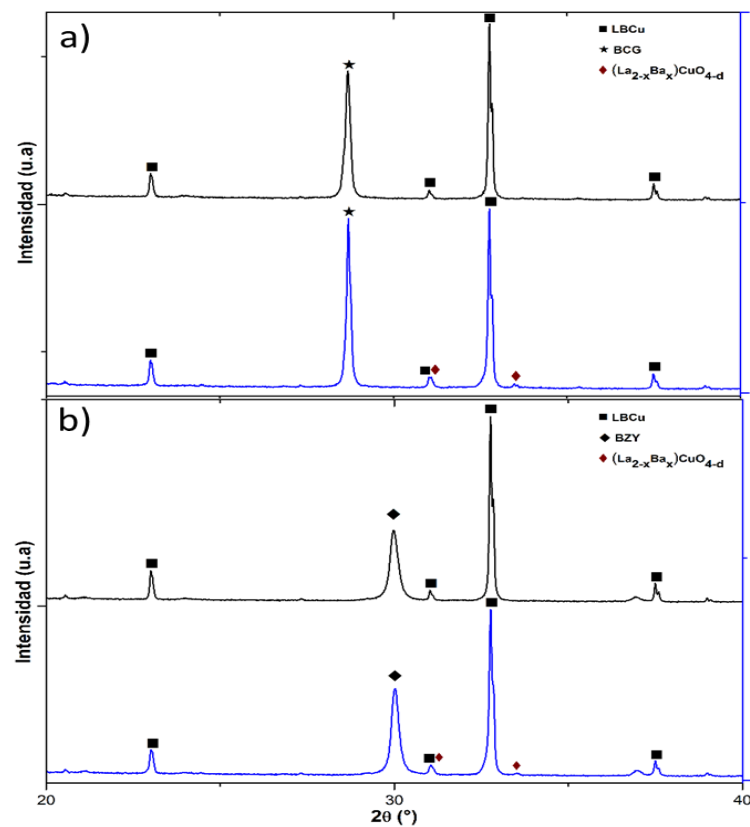 a)
■ LBCu
★ BCG
◆ (La₂₋ₓBaₓ)CuO₄₋d
Intensidad (u.a)
b)
■ LBCu
◆ BZY
◆ (La₂₋ₓBaₓ)CuO₄₋d
Intensidad (u.a)
20 30 40
2θ (°)